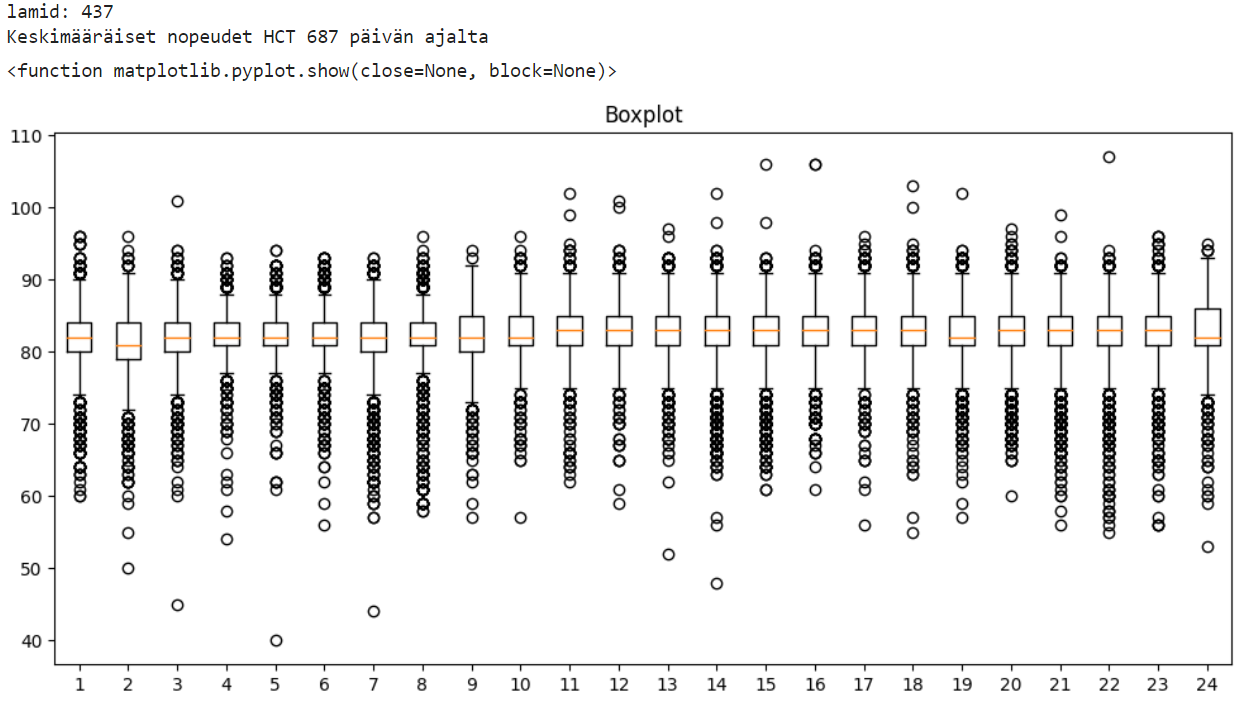 lamid: 437
Keskimääräiset nopeudet HCT 687 päivän ajalta
<function matplotlib.pyplot.show(close=None, block=None)>
Boxplot
110
100
90
80
70
60
50
40
1 2 3 4 5 6 7 8 9 10 11 12 13 14 15 16 17 18 19 20 21 22 23 24